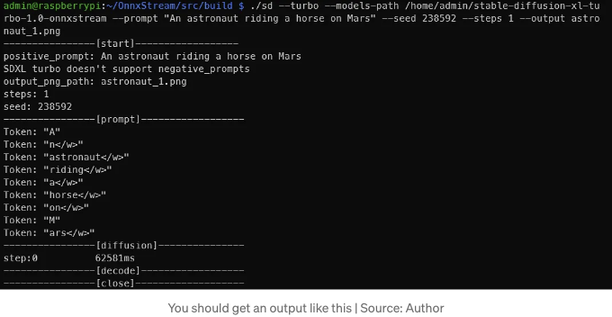 admin@raspberrypi:~/OnnxStream/src/build $ ./sd --turbo --models-path /home/admin/stable-diffusion-xl-tu
rbo-1.0-onnxstream --prompt "An astronaut riding a horse on Mars" --seed 238592 --steps 1 --output astro
naut_1.png
----------------[start]------------------
positive_prompt: An astronaut riding a horse on Mars
SDXL turbo doesn't support negative_prompts
output_png_path: astronaut_1.png
steps: 1
seed: 238592
----------------[prompt]------------------
Token: "A"
Token: "n</w>"
Token: "astronaut</w>"
Token: "riding</w>"
Token: "a</w>"
Token: "horse</w>"
Token: "on</w>"
Token: "M"
Token: "ars</w>"
----------------[diffusion]---------------
step:0          62581ms
----------------[decode]------------------
----------------[close]-------------------
You should get an output like this | Source: Author